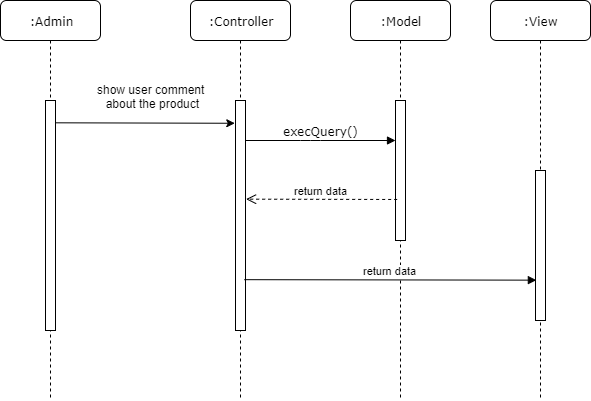 :Admin
:Controller
:Model
:View
show user comment
about the product
execQuery()
return data
return data